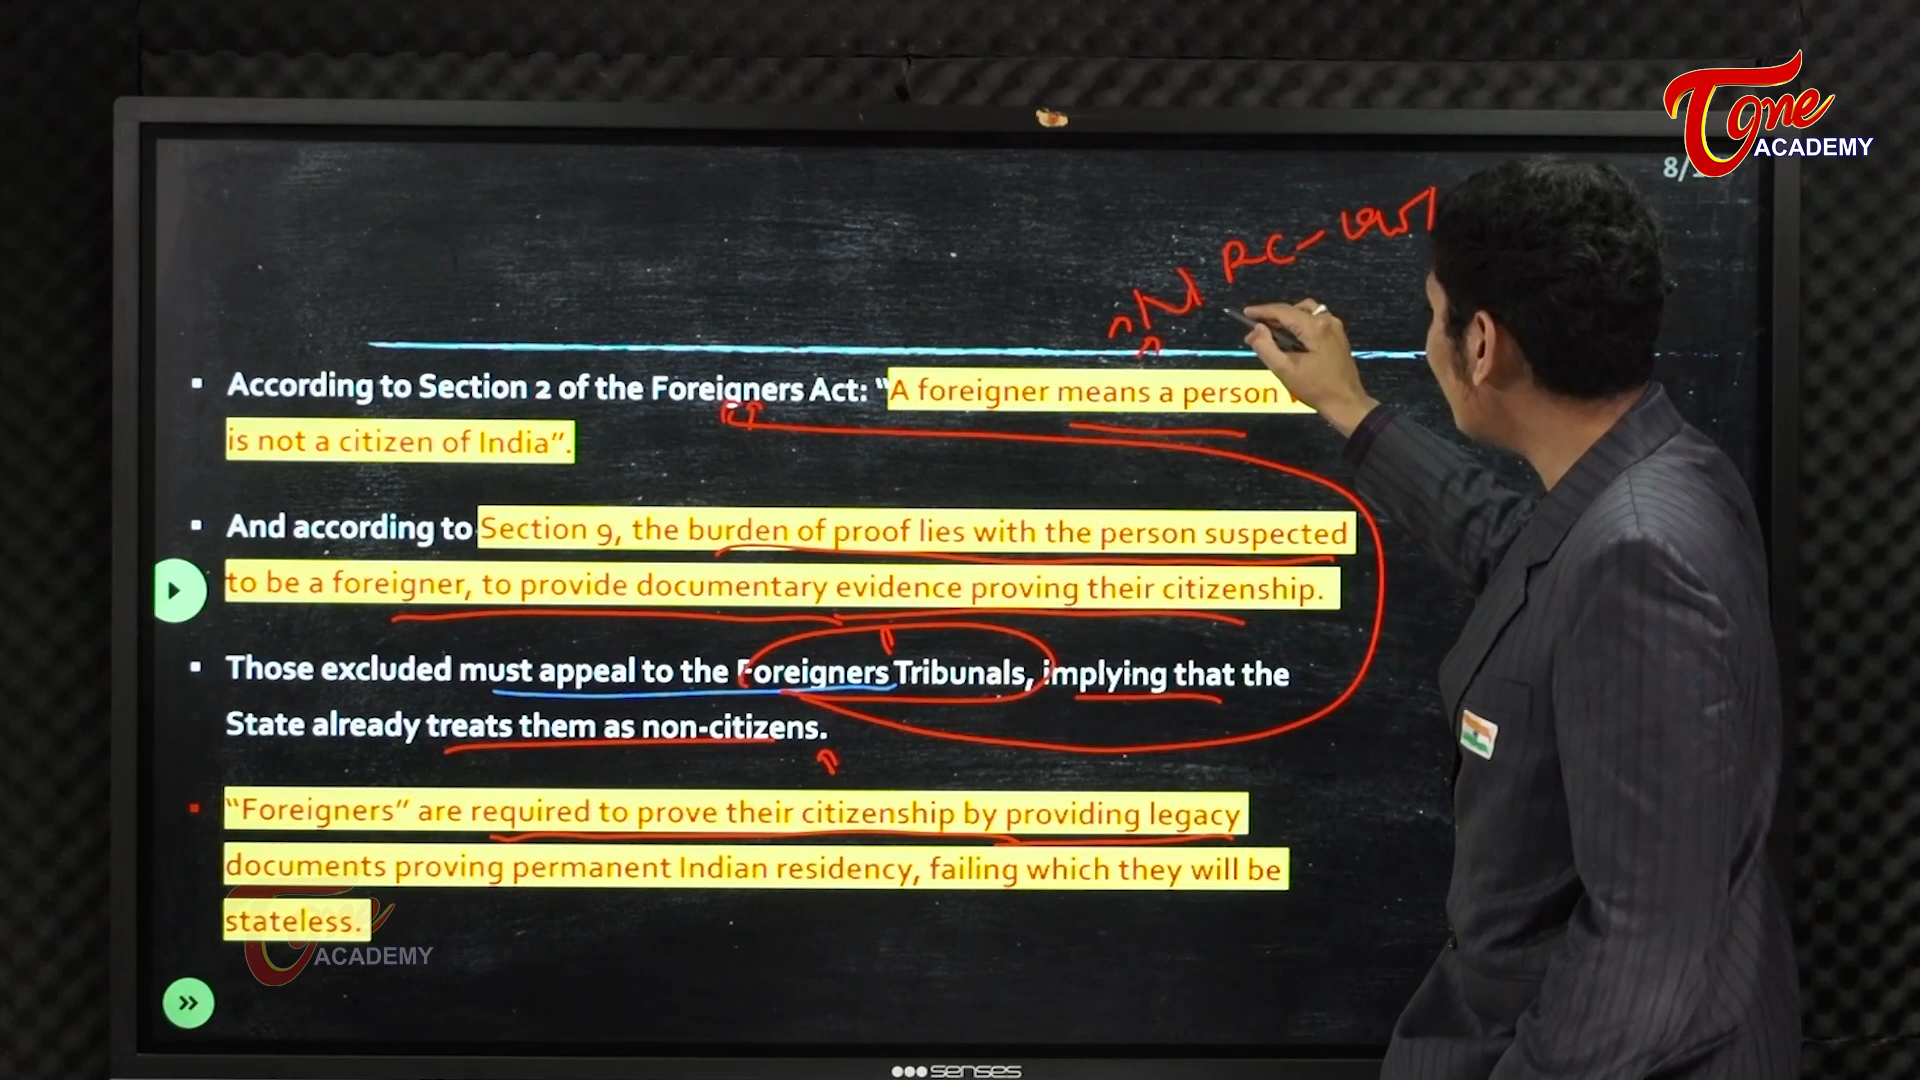 Tone
ACADEMY
8/
NRC-
According to Section 2 of the Foreigners Act: “A foreigner means a person
is not a citizen of India”.
And according to Section 9, the burden of proof lies with the person suspected
to be a foreigner, to provide documentary evidence proving their citizenship.
Those excluded must appeal to the Foreigners Tribunals, implying that the
State already treats them as non-citizens.
“Foreigners” are required to prove their citizenship by providing legacy
documents proving permanent Indian residency, failing which they will be
stateless.
Tone
ACADEMY
senses